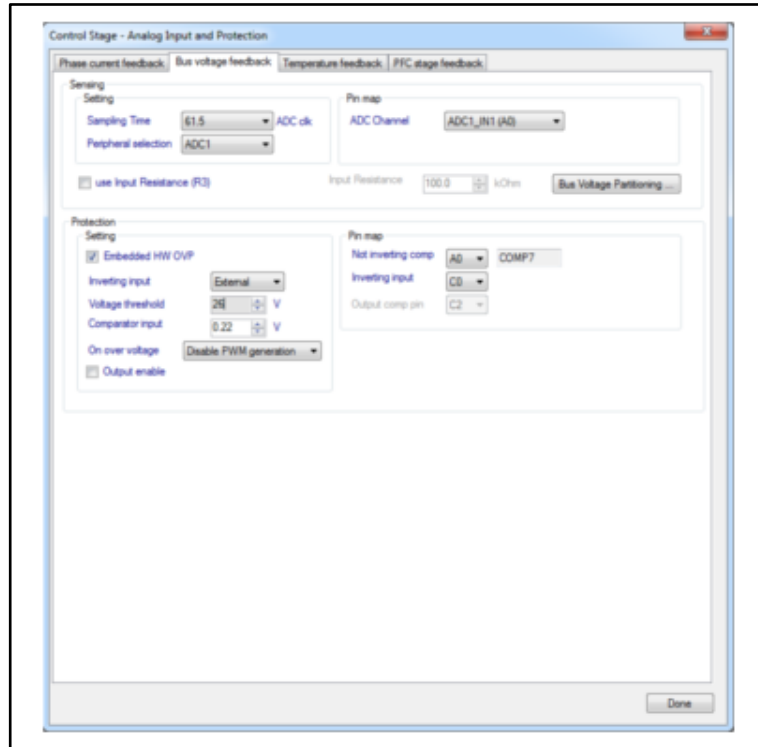 Control Stage - Analog Input and Protection
Phase current feedback Bus voltage feedback Temperature feedback PFC stage feedback
Sensing
Setting
Sampling Time 61.5 ADC clk
Peripheral selection ADC1
Pin map
ADC Channel ADC1_IN1 (A0)
use Input Resistance (R3) Input Resistance 100.0 kOhm Bus Voltage Partitioning ...
Protection
Setting
Embedded HW OVP
Inverting input External
Voltage threshold 26 V
Comparator input 0.22 V
On over voltage Disable PWM generation
Output enable
Pin map
Not inverting comp A0 COMP7
Inverting input C0
Output comp pin C2
Done